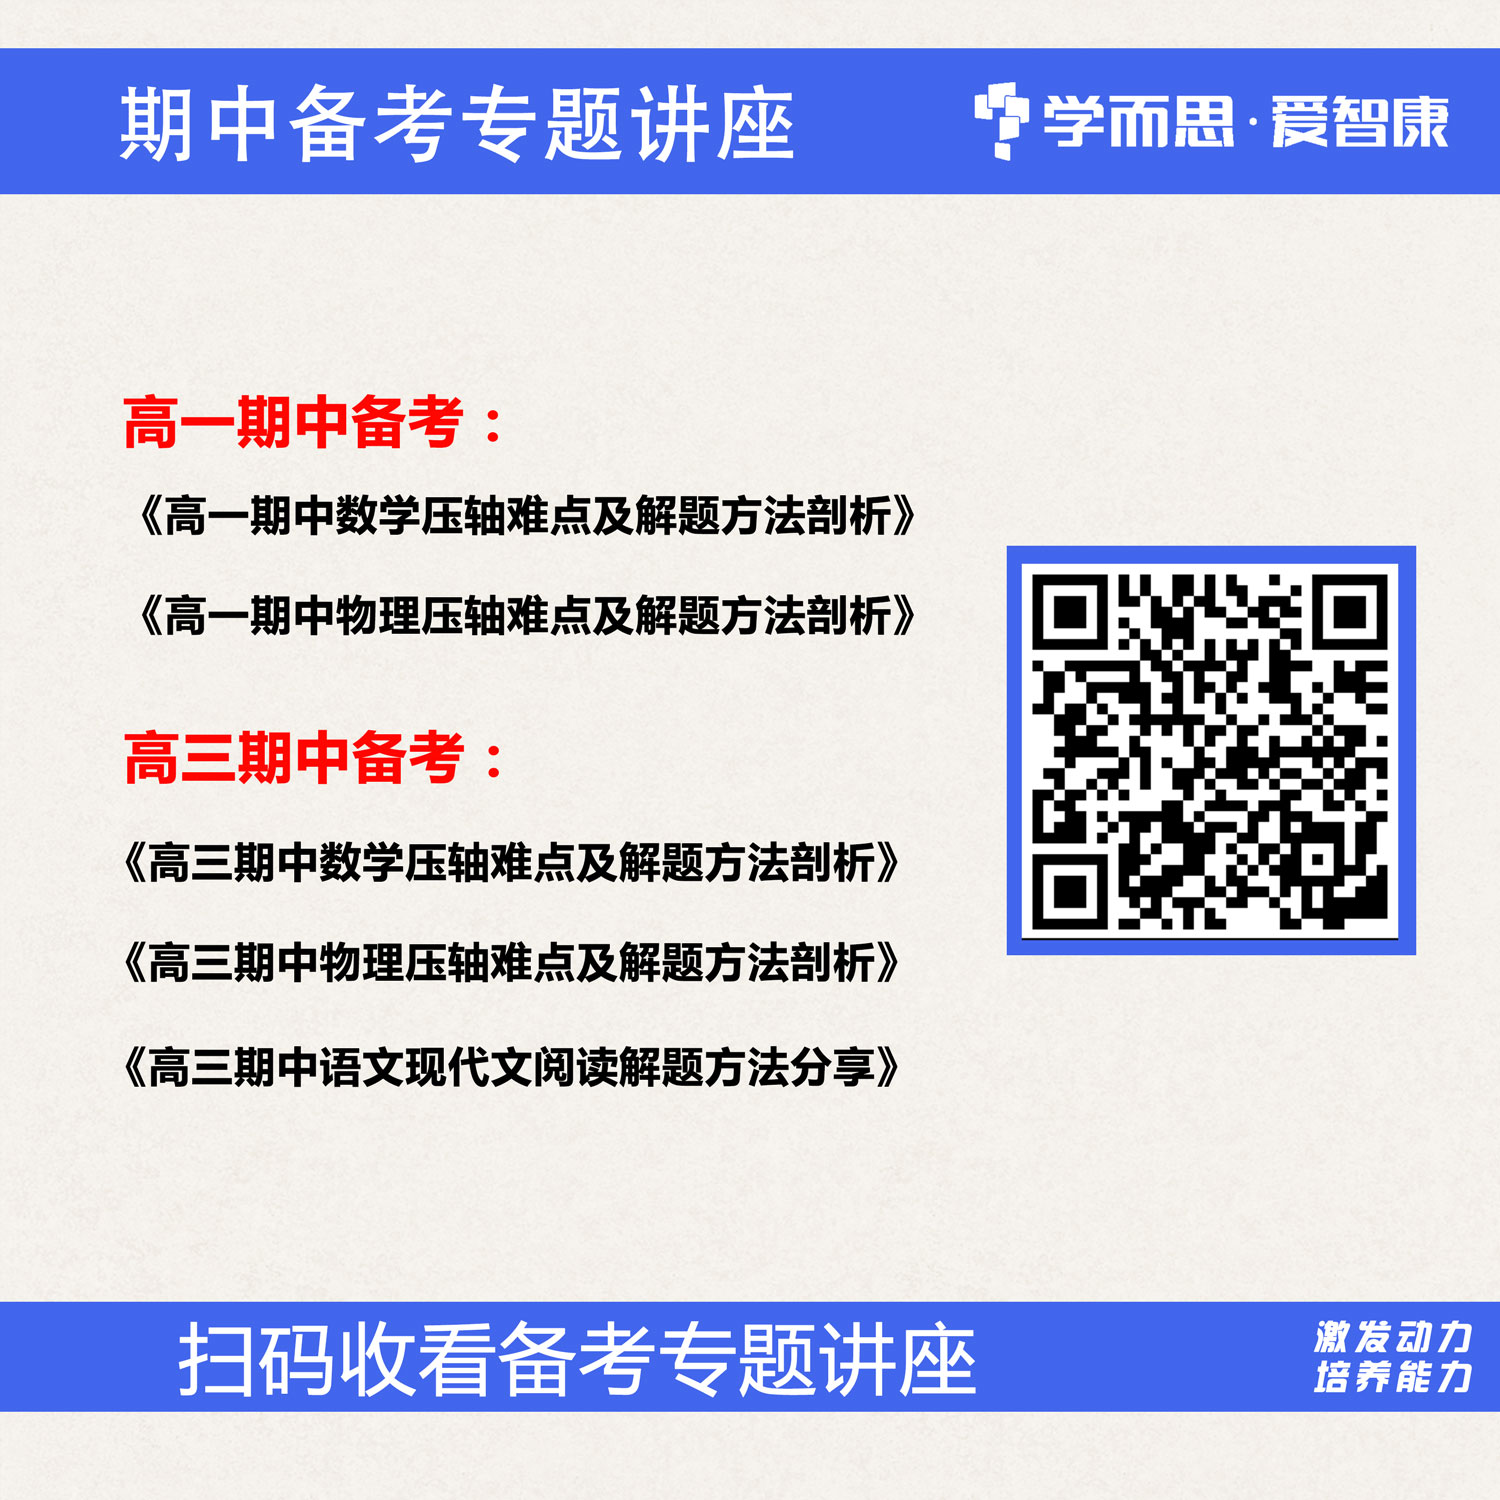 期中备考专题讲座
学而思·爱智康
高一期中备考：
《高一期中数学压轴难点及解题方法剖析》
《高一期中物理压轴难点及解题方法剖析》
高三期中备考：
《高三期中数学压轴难点及解题方法剖析》
《高三期中物理压轴难点及解题方法剖析》
《高三期中语文现代文阅读解题方法分享》
扫码收看备考专题讲座
激发动力
培养能力